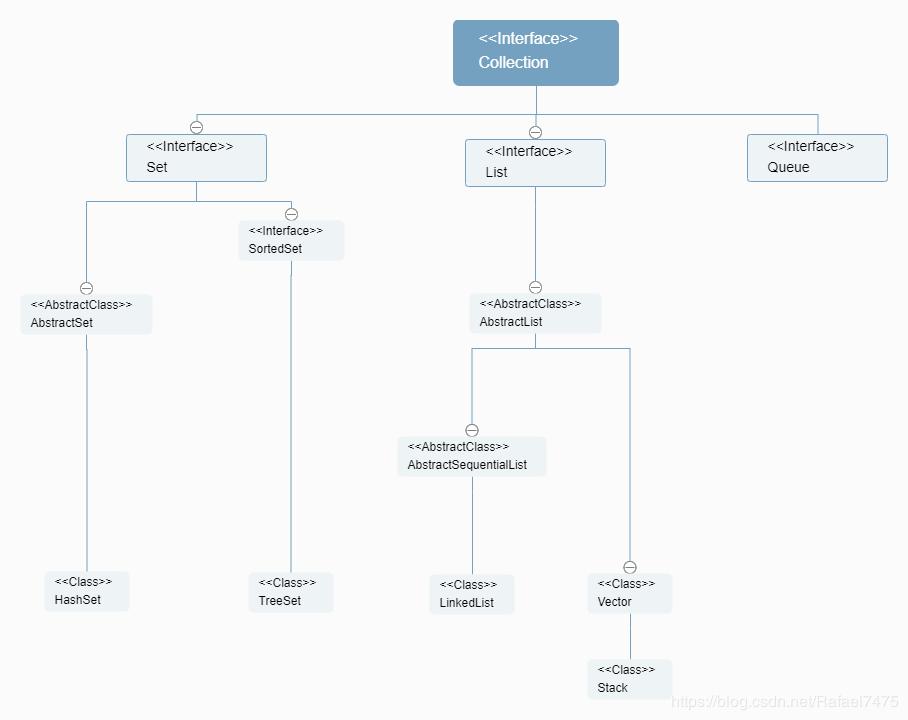 <<Interface>>
Collection
<<Interface>>
Set
<<Interface>>
List
<<Interface>>
Queue
<<Interface>>
SortedSet
<<AbstractClass>>
AbstractSet
<<AbstractClass>>
AbstractList
<<AbstractClass>>
AbstractSequentialList
<<Class>>
HashSet
<<Class>>
TreeSet
<<Class>>
LinkedList
<<Class>>
Vector
<<Class>>
Stack
https://blog.csdn.net/Rafael7475